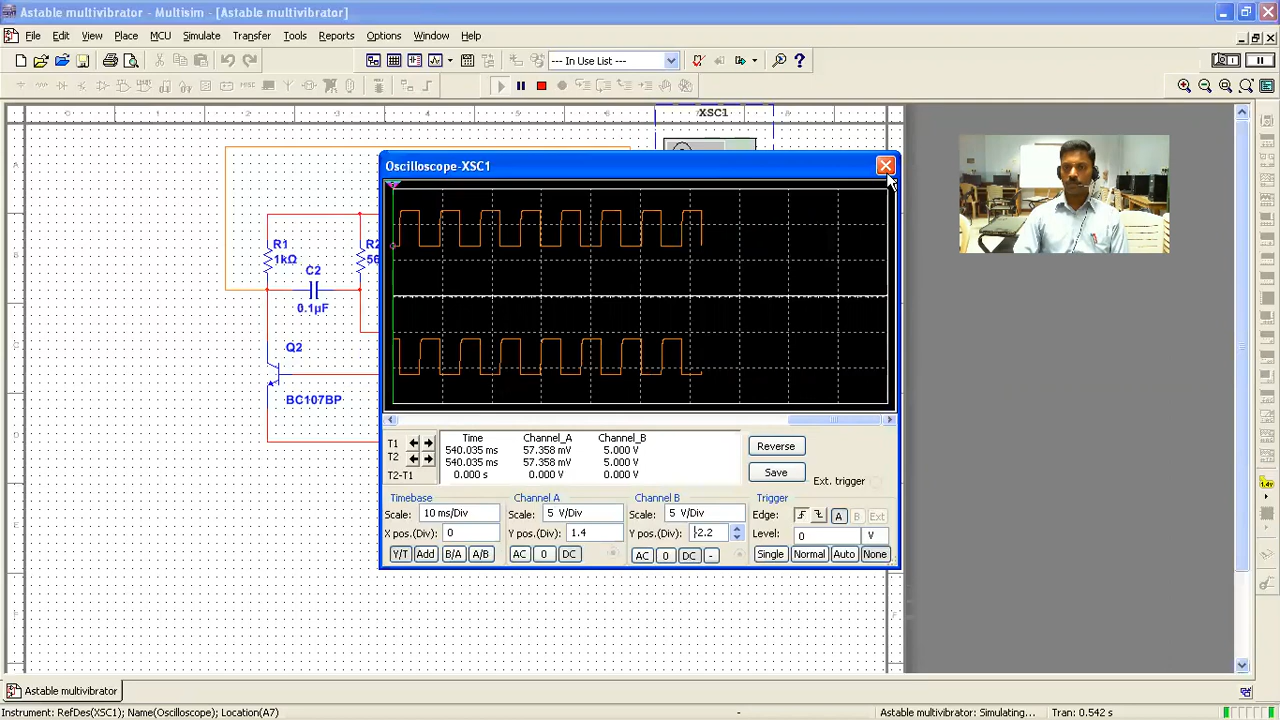 Astable multivibrator - Multisim - [Astable multivibrator]
File Edit View Place MCU Simulate Transfer Tools Reports Options Window Help
--- In Use List ---
XSC1
Oscilloscope-XSC1
R1
1kΩ
C2
0.1µF
R2
56
Q2
BC107BP
T1
T2
T2-T1
Time Channel_A Channel_B
540.035 ms 57.358 mV 5.000 V
540.035 ms 57.358 mV 5.000 V
0.000 s 0.000 V 0.000 V
Reverse
Save
Ext. trigger
Timebase Channel A Channel B Trigger
Scale: 10 ms/Div Scale: 5 V/Div Scale: 5 V/Div Edge: A B Ext
X pos.(Div): 0 Y pos.(Div): 1.4 Y pos.(Div): -2.2 Level: 0 V
Y/T Add B/A A/B AC 0 DC AC 0 DC - Single Normal Auto None
Astable multivibrator
Instrument: RefDes(XSC1); Name(Oscilloscope); Location(A7) - Astable multivibrator: Simulating... Tran: 0.542 s